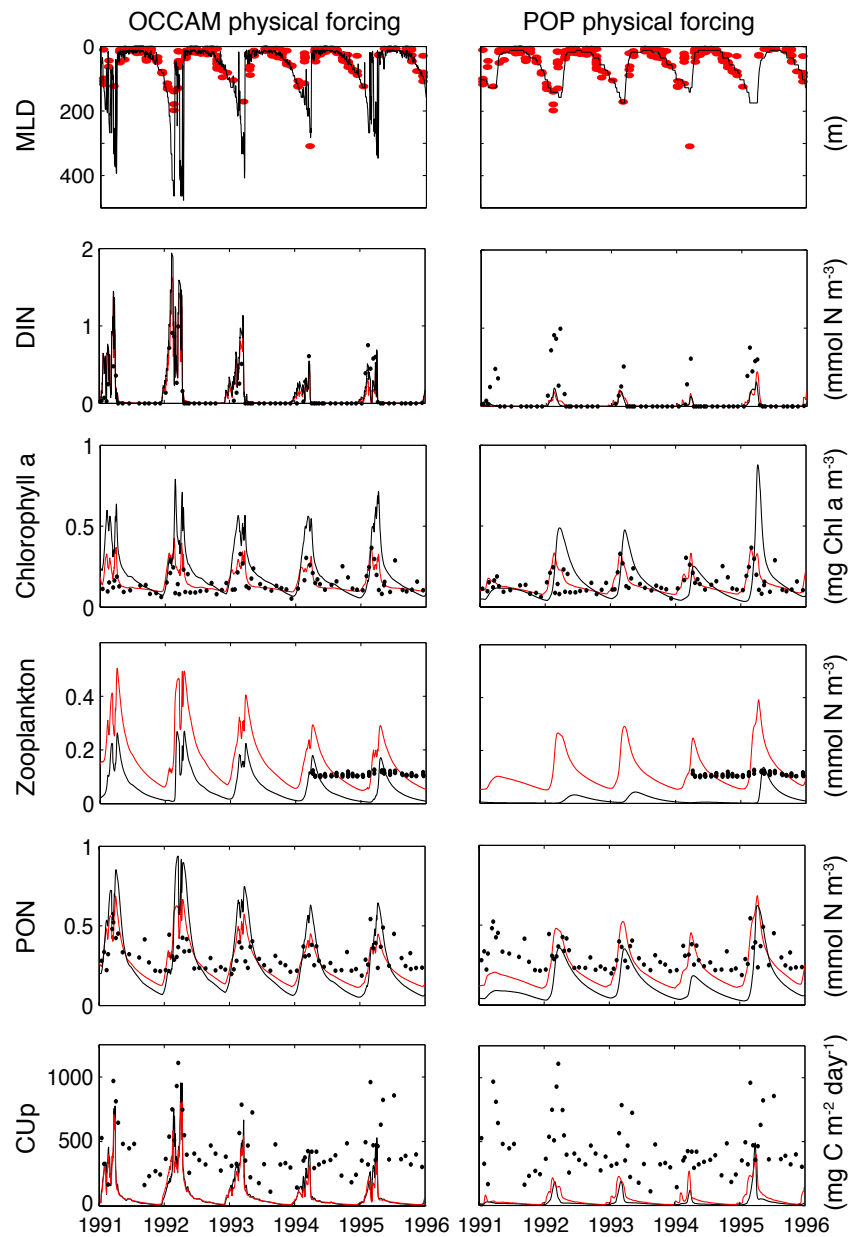 OCCAM physical forcing POP physical forcing
MLD 0 200 400 (m)
DIN 2 1 0 (mmol N m-3)
Chlorophyll a 1 0.5 0 (mg Chl a m-3)
Zooplankton 0.4 0.2 0 (mmol N m-3)
PON 1 0.5 0 (mmol N m-3)
CUp 1000 500 0 (mg C m-2 day-1)
1991 1992 1993 1994 1995 1996 1991 1992 1993 1994 1995 1996